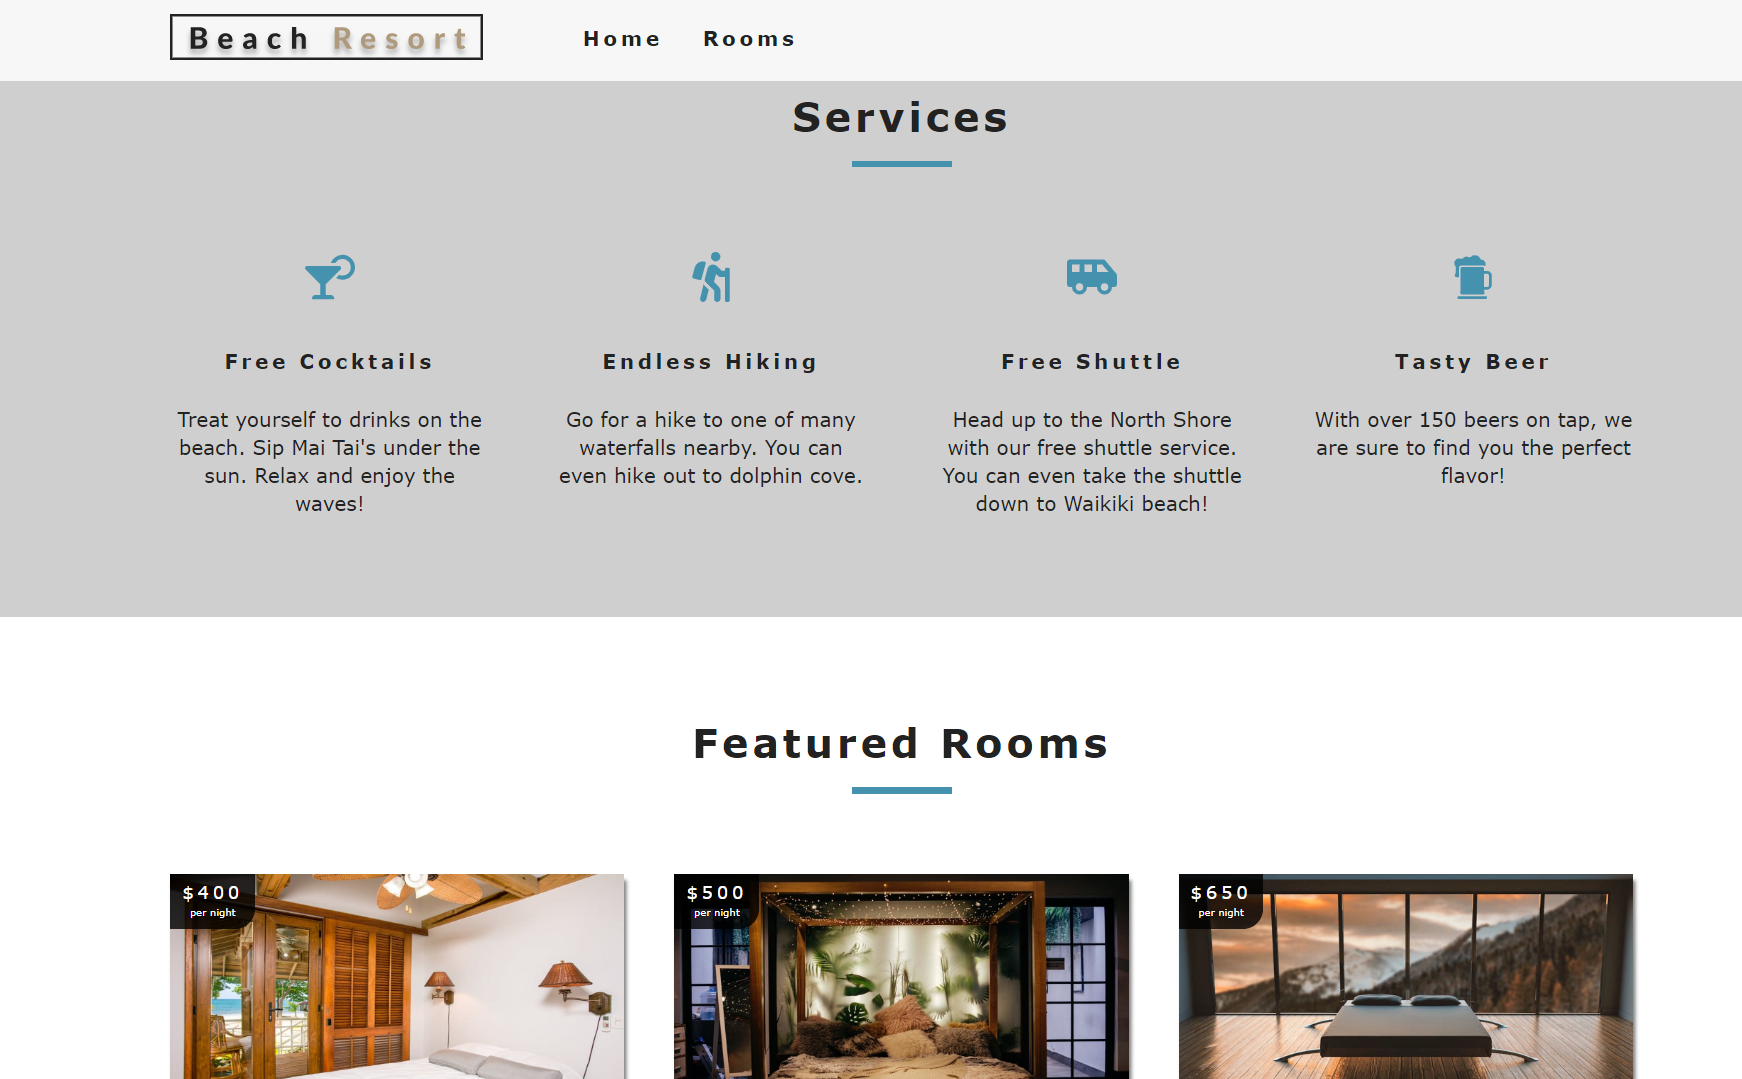 Beach Resort
Home
Rooms
Services
Free Cocktails
Treat yourself to drinks on the
beach. Sip Mai Tai's under the
sun. Relax and enjoy the
waves!
Endless Hiking
Go for a hike to one of many
waterfalls nearby. You can
even hike out to dolphin cove.
Free Shuttle
Head up to the North Shore
with our free shuttle service.
You can even take the shuttle
down to Waikiki beach!
Tasty Beer
With over 150 beers on tap, we
are sure to find you the perfect
flavor!
Featured Rooms
$400
per night
$500
per night
$650
per night